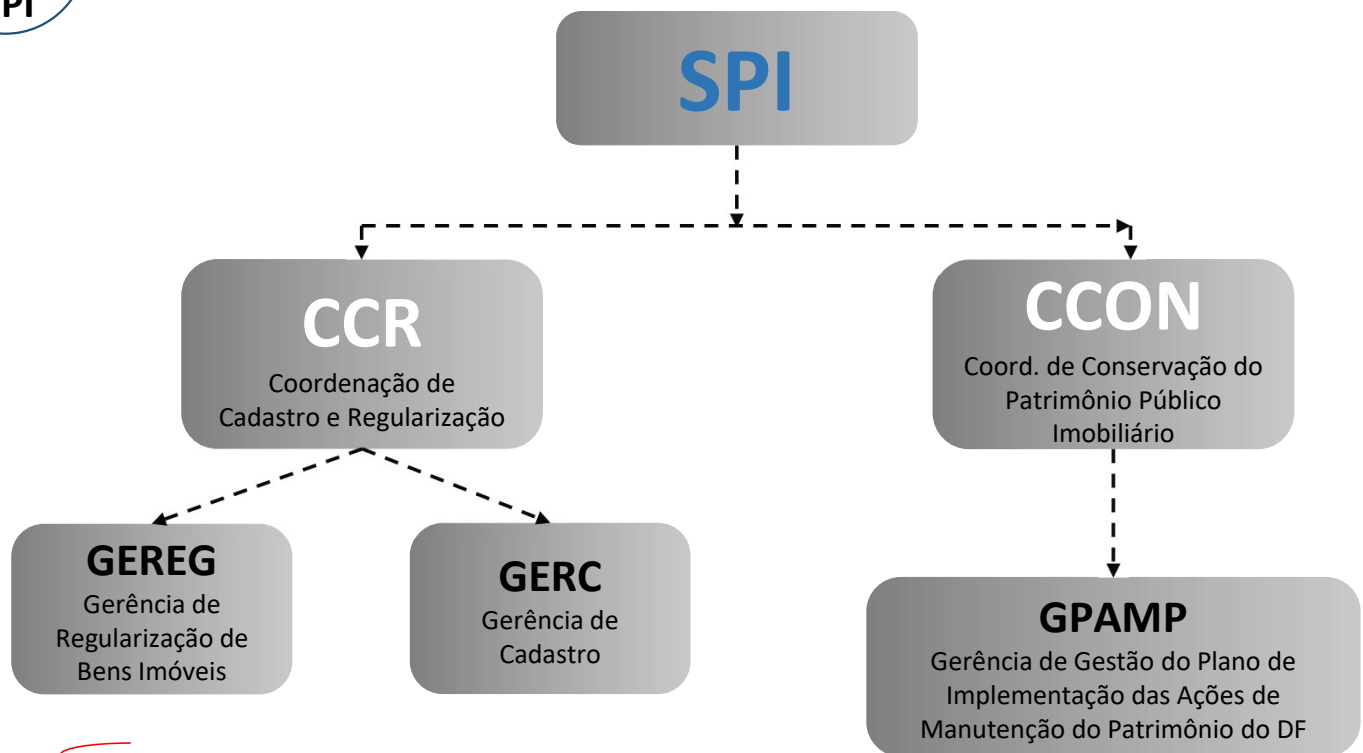 PI
SPI
CCR
Coordenação de
Cadastro e Regularização
CCON
Coord. de Conservação do
Patrimônio Público
Imobiliário
GEREG
Gerência de
Regularização de
Bens Imóveis
GERC
Gerência de
Cadastro
GPAMP
Gerência de Gestão do Plano de
Implementação das Ações de
Manutenção do Patrimônio do DF